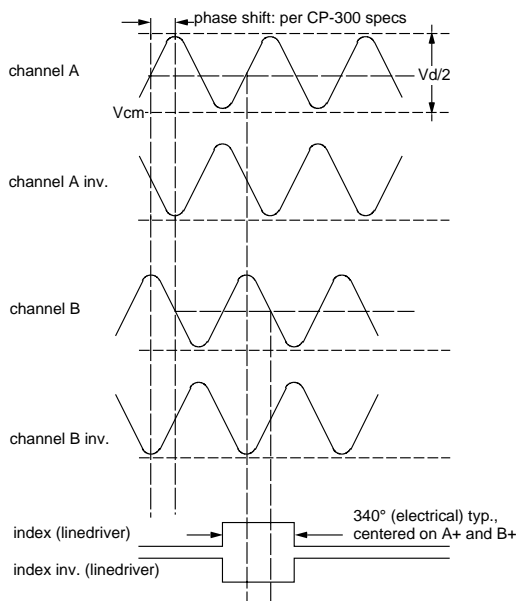 phase shift: per CP-300 specs
channel A
Vd/2
Vcm
channel A inv.
channel B
channel B inv.
340° (electrical) typ.,
centered on A+ and B+
index (linedriver)
index inv. (linedriver)